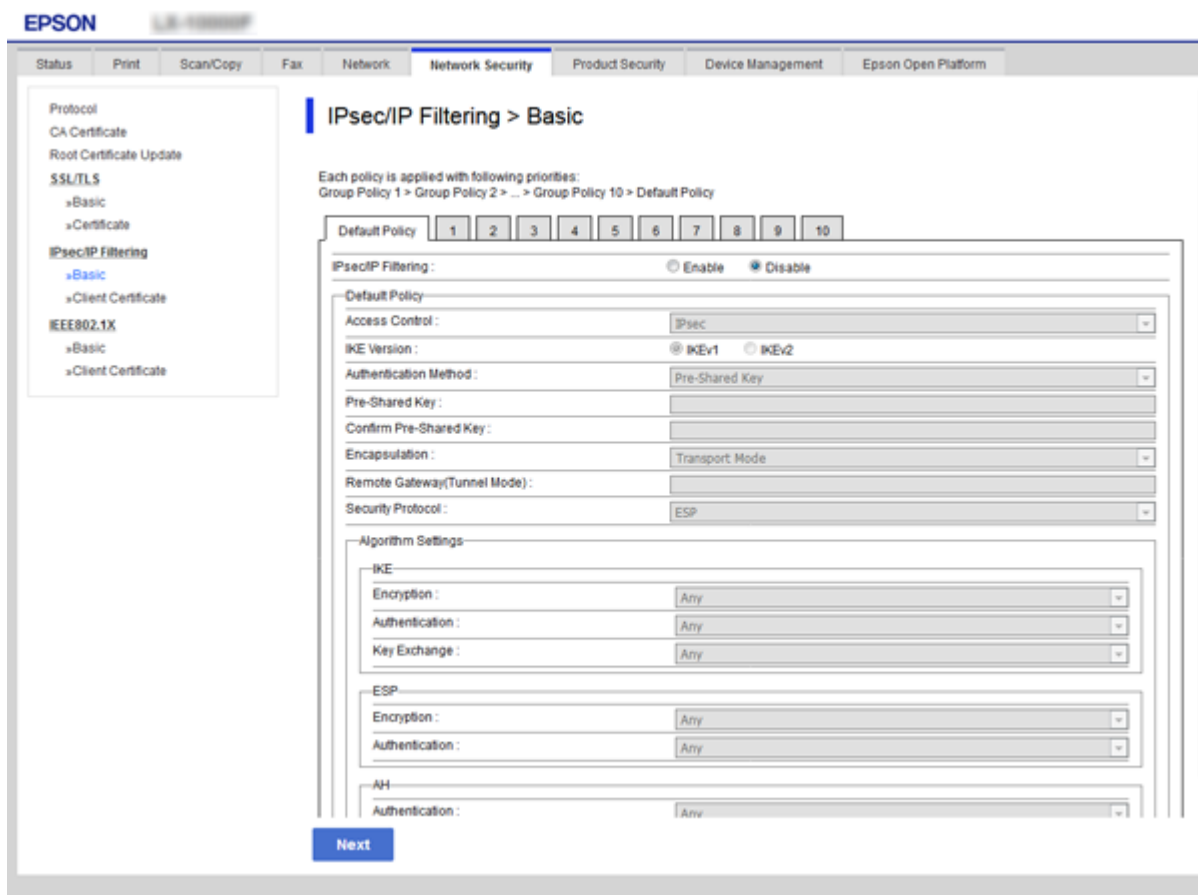 EPSON
Status Print Scan/Copy Fax Network Network Security Product Security Device Management Epson Open Platform
Protocol
CA Certificate
Root Certificate Update
SSL/TLS
»Basic
»Certificate
IPsec/IP Filtering
»Basic
»Client Certificate
IEEE802.1X
»Basic
»Client Certificate
IPsec/IP Filtering > Basic
Each policy is applied with following priorities:
Group Policy 1 > Group Policy 2 > ... > Group Policy 10 > Default Policy
Default Policy 1 2 3 4 5 6 7 8 9 10
IPsec/IP Filtering : Enable Disable
Default Policy
Access Control : IPsec
IKE Version : IKEv1 IKEv2
Authentication Method : Pre-Shared Key
Pre-Shared Key :
Confirm Pre-Shared Key :
Encapsulation : Transport Mode
Remote Gateway(Tunnel Mode) :
Security Protocol : ESP
Algorithm Settings
IKE
Encryption : Any
Authentication : Any
Key Exchange : Any
ESP
Encryption : Any
Authentication : Any
AH
Authentication : Any
Next